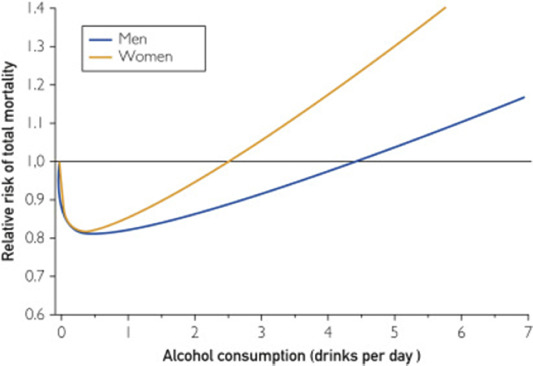 1.4
1.3
1.2
1.1
1.0
0.9
0.8
0.7
0.6
Relative risk of total mortality
Men
Women
0 1 2 3 4 5 6 7
Alcohol consumption (drinks per day )